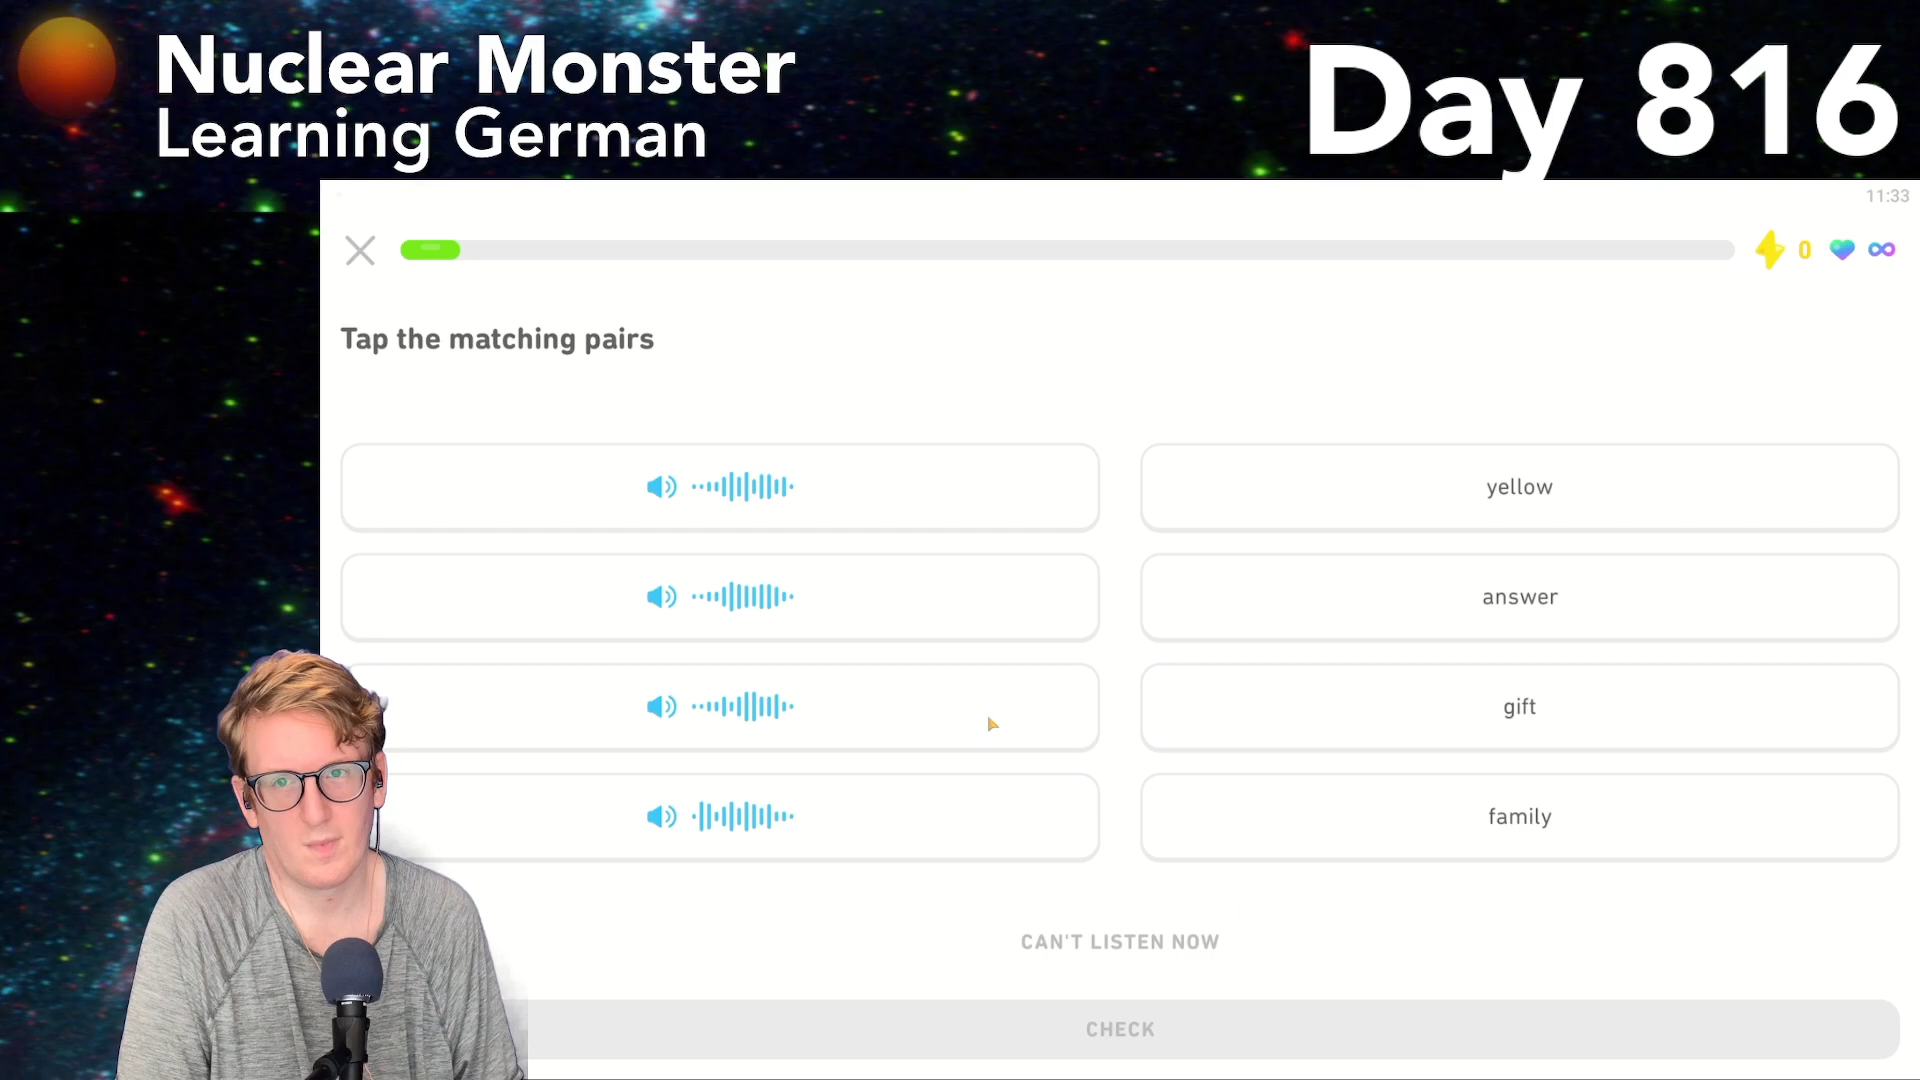 Nuclear Monster
Learning German
Day 816
11:33
0
Tap the matching pairs
yellow
answer
gift
family
CAN'T LISTEN NOW
CHECK